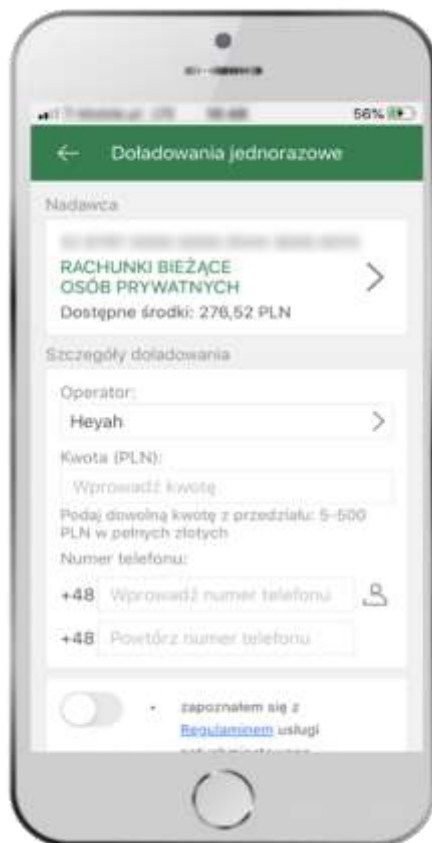 56%
← Doładowania jednorazowe
Nadawca
RACHUNKI BIEŻĄCE
OSÓB PRYWATNYCH
Dostępne środki: 276,52 PLN
Szczegóły doładowania
Operator:
Heyah
Kwota (PLN):
Wprowadź kwotę
Podaj dowolną kwotę z przedziału: 5-500
PLN w pełnych złotych
Numer telefonu:
+48 Wprowadź numer telefonu
+48 Powtórz numer telefonu
- zapoznałem się z
Regulaminem usługi